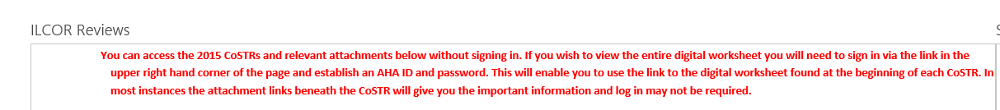 ILCOR Reviews
You can access the 2015 CoSTRs and relevant attachments below without signing in. If you wish to view the entire digital worksheet you will need to sign in via the link in the
upper right hand corner of the page and establish an AHA ID and password. This will enable you to use the link to the digital worksheet found at the beginning of each CoSTR. In
most instances the attachment links beneath the CoSTR will give you the important information and log in may not be required.